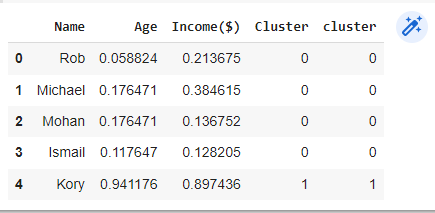 Name Age Income($) Cluster cluster
0 Rob 0.058824 0.213675 0 0
1 Michael 0.176471 0.384615 0 0
2 Mohan 0.176471 0.136752 0 0
3 Ismail 0.117647 0.128205 0 0
4 Kory 0.941176 0.897436 1 1